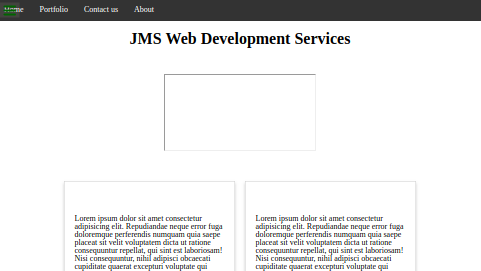 Home Portfolio Contact us About
JMS Web Development Services
Lorem ipsum dolor sit amet consectetur
adipisicing elit. Repudiandae neque error fuga
doloremque perferendis numquam quia saepe
placeat sit velit voluptatem dicta ut ratione
consequuntur repellat, qui sint est laboriosam!
Nisi consequuntur, nihil adipisci obcaecati
cupiditate quaerat excepturi voluptate qui
Lorem ipsum dolor sit amet consectetur
adipisicing elit. Repudiandae neque error fuga
doloremque perferendis numquam quia saepe
placeat sit velit voluptatem dicta ut ratione
consequuntur repellat, qui sint est laboriosam!
Nisi consequuntur, nihil adipisci obcaecati
cupiditate quaerat excepturi voluptate qui